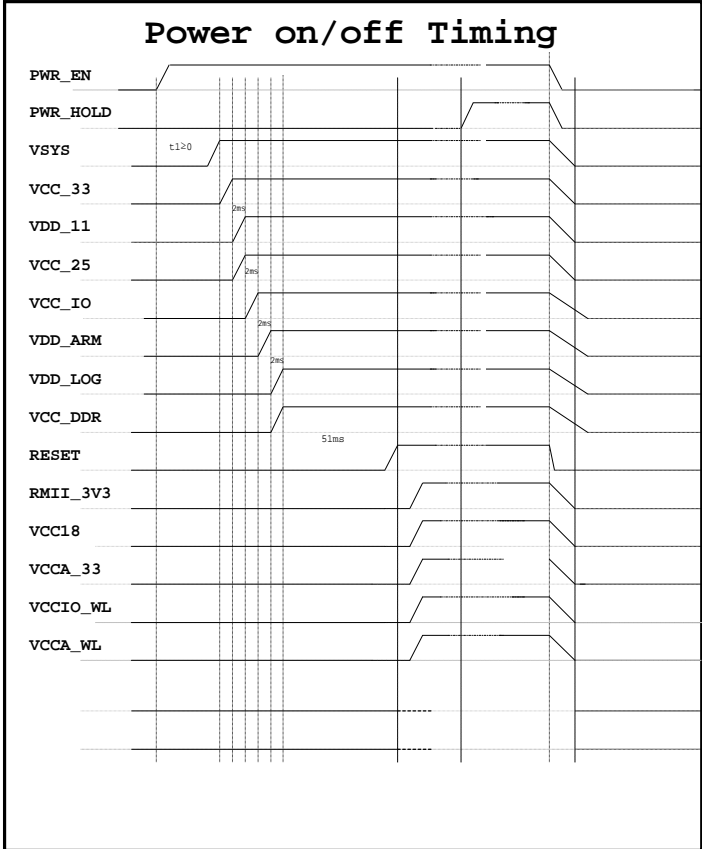 Power on/off Timing
PWR_EN
PWR_HOLD
VSYS
t1≥0
VCC_33
2ms
VDD_11
VCC_25
2ms
VCC_IO
2ms
VDD_ARM
2ms
VDD_LOG
VCC_DDR
51ms
RESET
RMII_3V3
VCC18
VCCA_33
VCCIO_WL
VCCA_WL